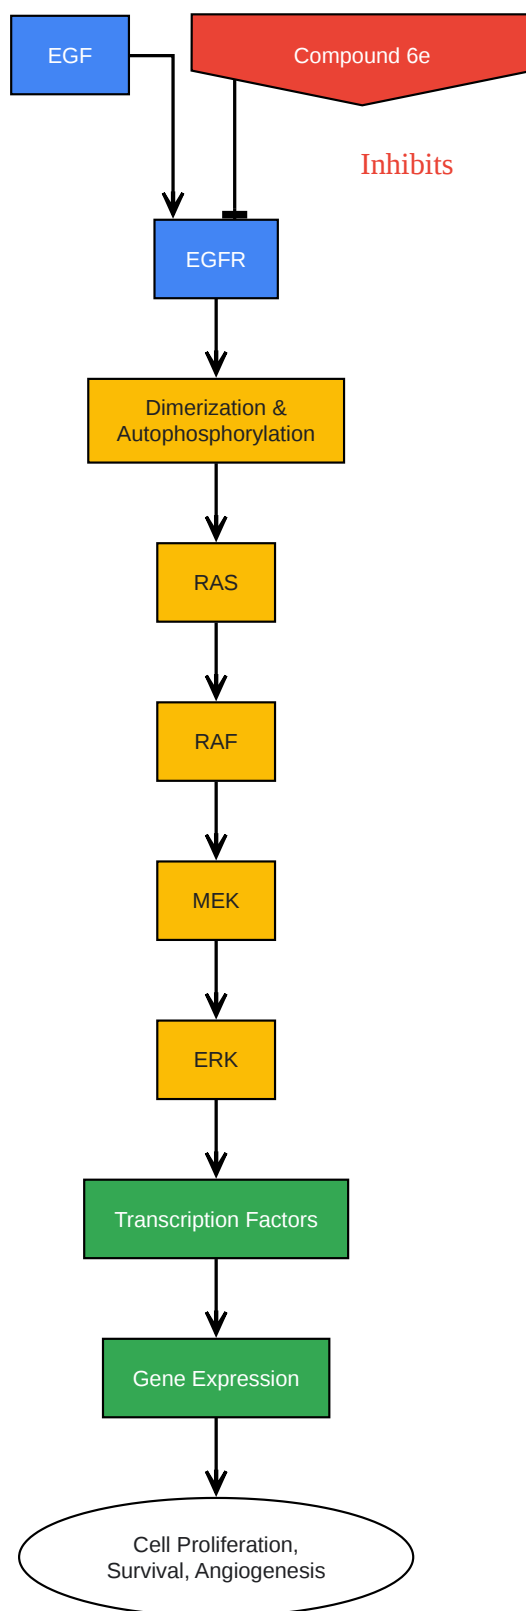 EGF
Compound 6e
Inhibits
EGFR
Dimerization &
Autophosphorylation
RAS
RAF
MEK
ERK
Transcription Factors
Gene Expression
Cell Proliferation,
Survival, Angiogenesis